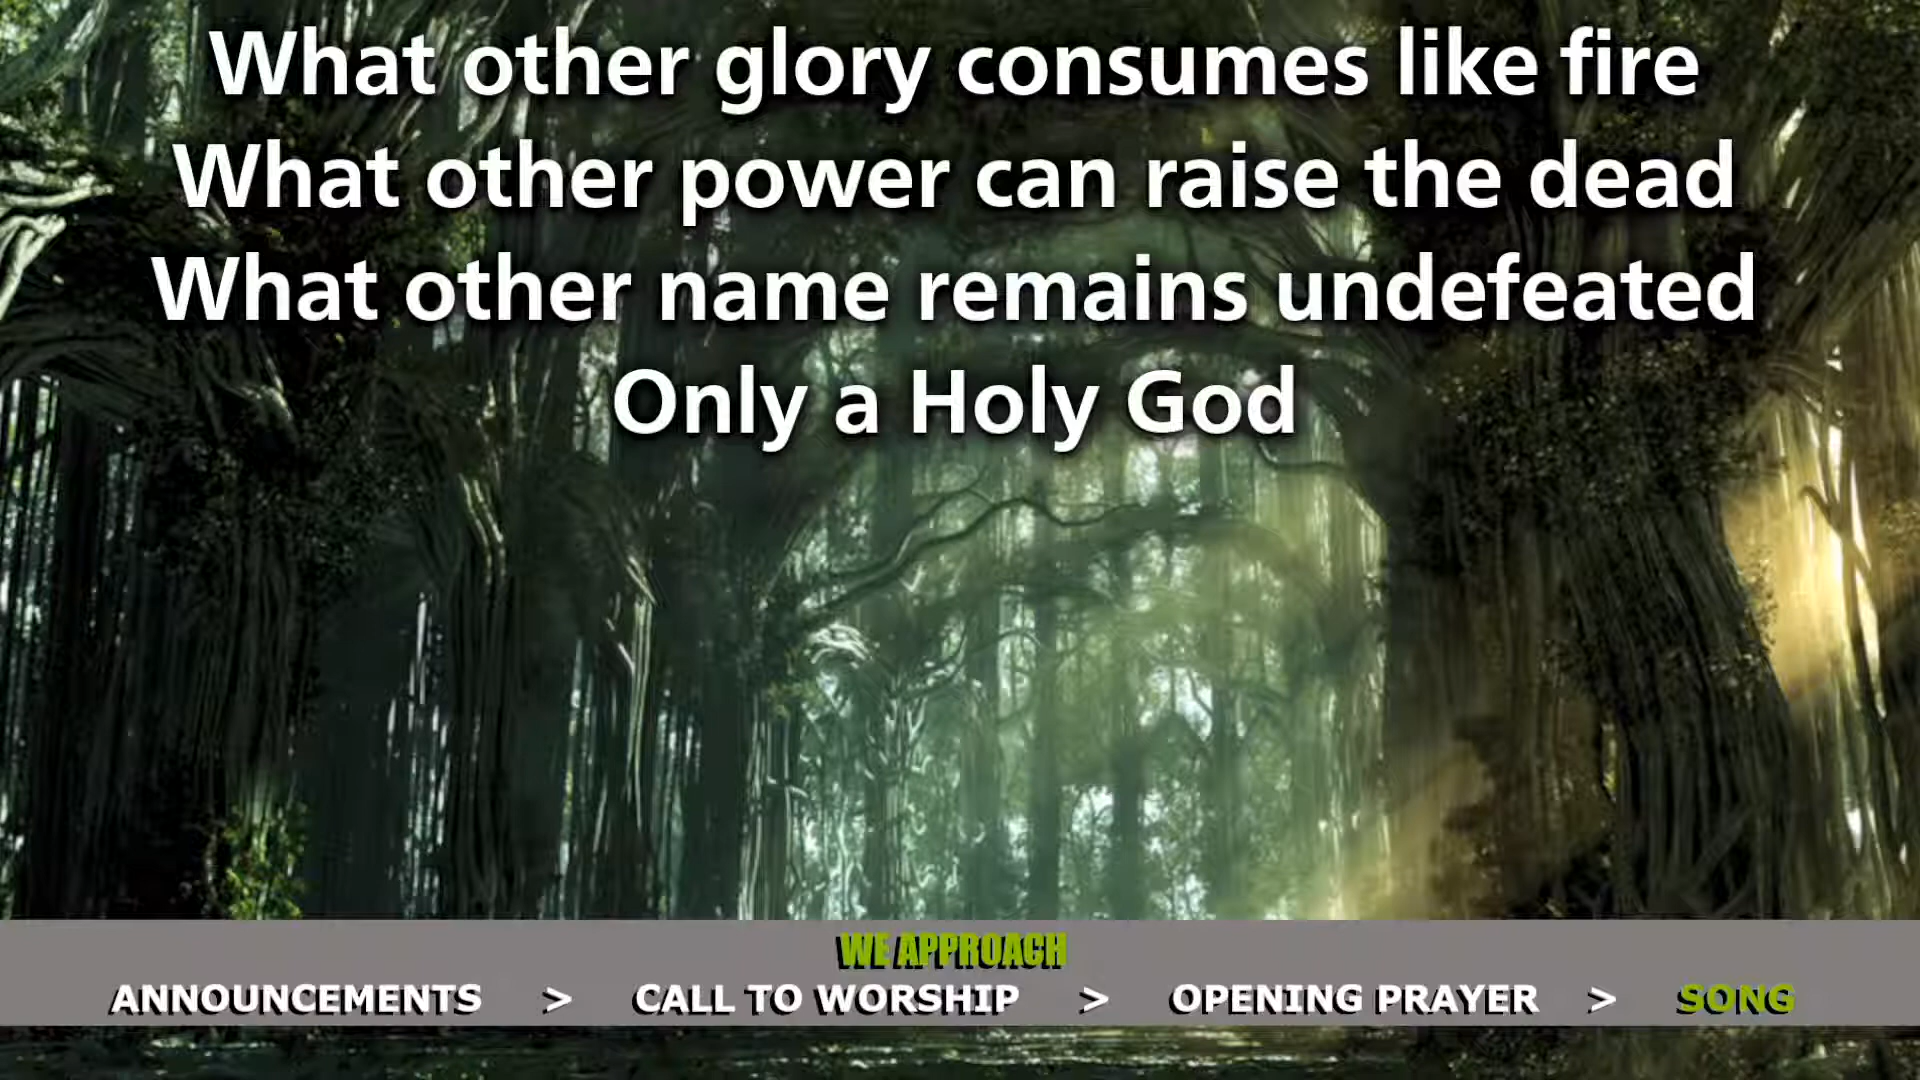 What other glory consumes like fire
What other power can raise the dead
What other name remains undefeated
Only a Holy God
WE APPROACH
ANNOUNCEMENTS > CALL TO WORSHIP > OPENING PRAYER > SONG